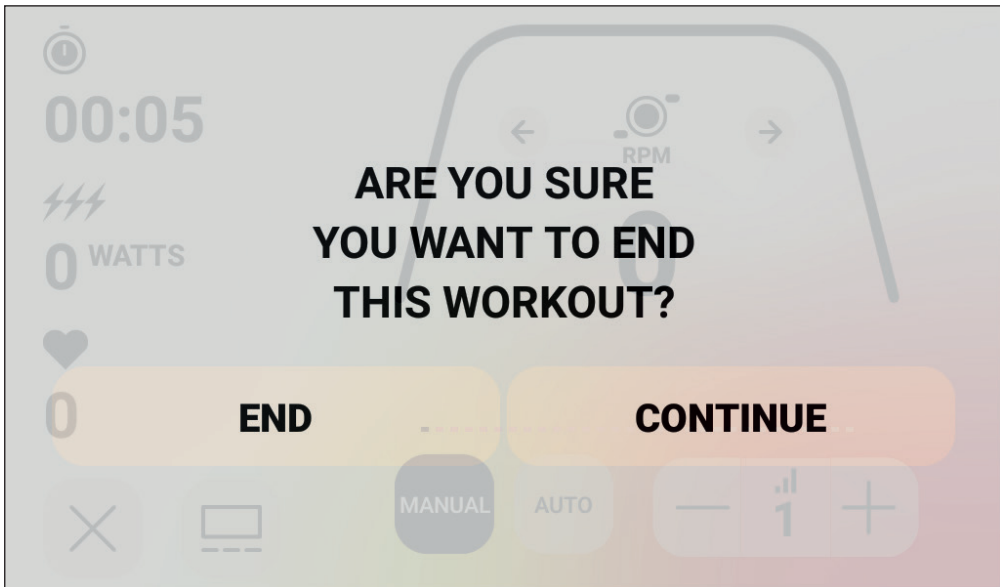 00:05
RPM
ARE YOU SURE
0 WATTS
YOU WANT TO END
0
THIS WORKOUT?
0
END
CONTINUE
MANUAL
AUTO
1